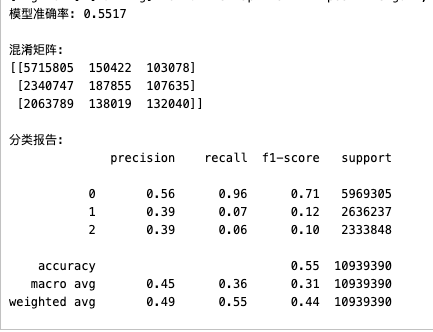 模型准确率: 0.5517
混淆矩阵:
[[5715805 150422 103078]
[2340747 187855 107635]
[2063789 138019 132040]]
分类报告:
precision recall f1-score support
0 0.56 0.96 0.71 5969305
1 0.39 0.07 0.12 2636237
2 0.39 0.06 0.10 2333848
accuracy 0.55 10939390
macro avg 0.45 0.36 0.31 10939390
weighted avg 0.49 0.55 0.44 10939390